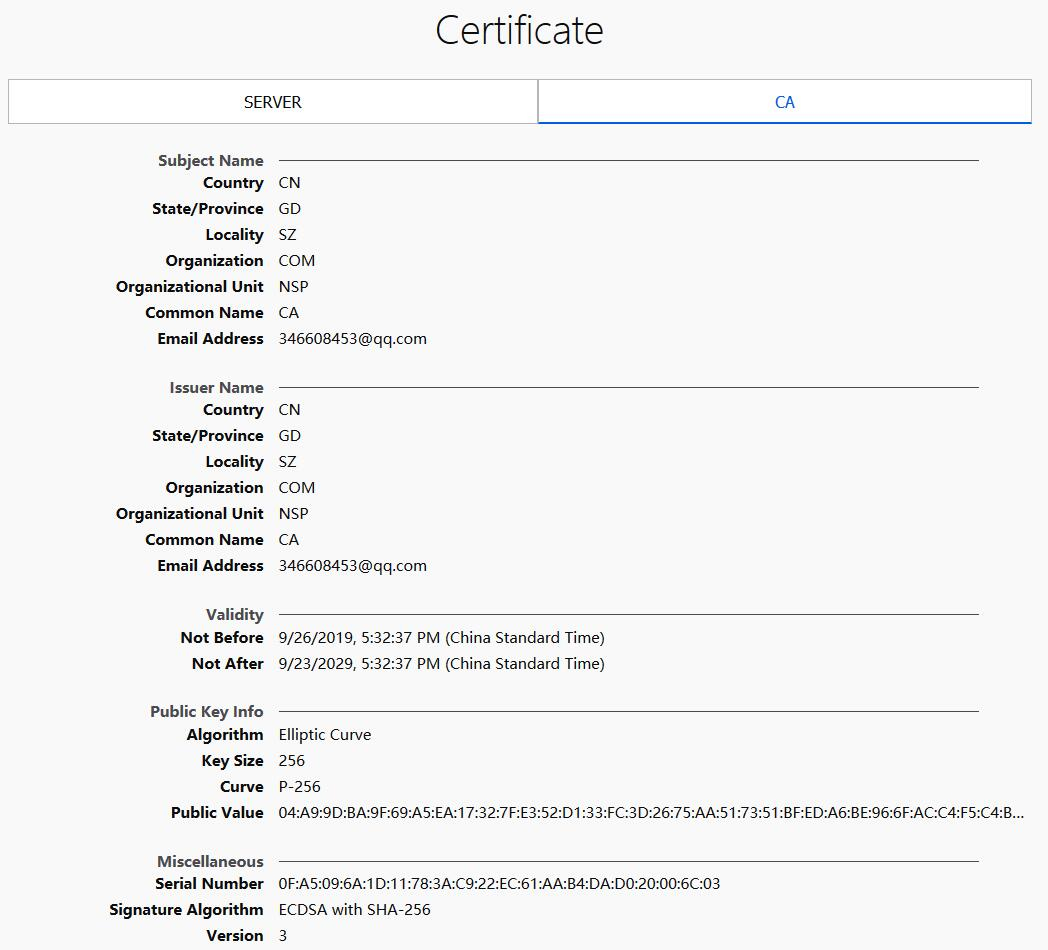 Certificate
SERVER CA
Subject Name
Country CN
State/Province GD
Locality SZ
Organization COM
Organizational Unit NSP
Common Name CA
Email Address 346608453@qq.com
Issuer Name
Country CN
State/Province GD
Locality SZ
Organization COM
Organizational Unit NSP
Common Name CA
Email Address 346608453@qq.com
Validity
Not Before 9/26/2019, 5:32:37 PM (China Standard Time)
Not After 9/23/2029, 5:32:37 PM (China Standard Time)
Public Key Info
Algorithm Elliptic Curve
Key Size 256
Curve P-256
Public Value 04:A9:9D:BA:9F:69:A5:EA:17:32:7F:E3:52:D1:33:FC:3D:26:75:AA:51:73:51:BF:ED:A6:BE:96:6F:AC:C4:F5:C4:B...
Miscellaneous
Serial Number 0F:A5:09:6A:1D:11:78:3A:C9:22:EC:61:AA:B4:DA:D0:20:00:6C:03
Signature Algorithm ECDSA with SHA-256
Version 3